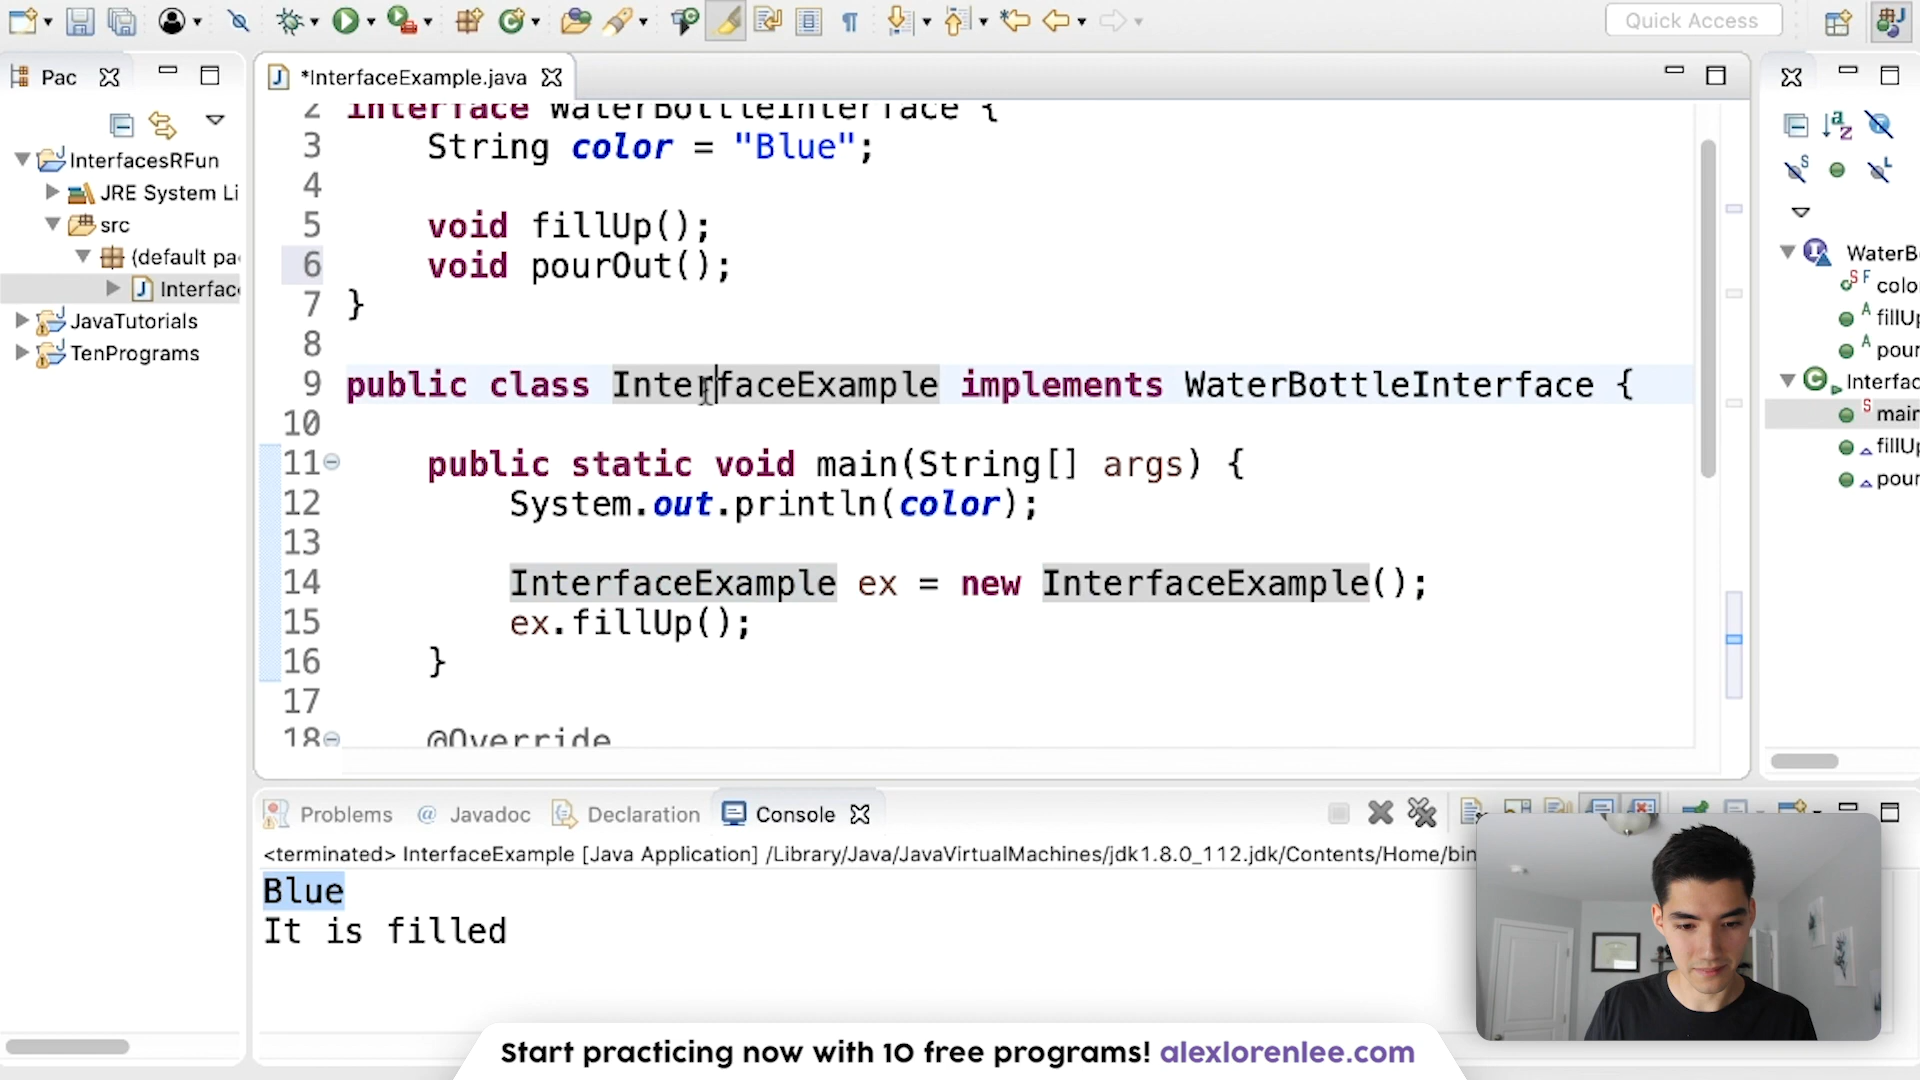 Quick Access
Pac
*InterfaceExample.java
InterfacesRFun
JRE System Li
src
(default pa
Interfac
JavaTutorials
TenPrograms
2 interface WaterBottleInterface {
3 String color = "Blue";
4
5 void fillUp();
6 void pourOut();
7 }
8
9 public class InterfaceExample implements WaterBottleInterface {
10
11 public static void main(String[] args) {
12 System.out.println(color);
13
14 InterfaceExample ex = new InterfaceExample();
15 ex.fillUp();
16 }
17
18 @Override
WaterB
colo
fillUp
pour
Interfac
main
fillUp
pour
Problems @ Javadoc Declaration Console
<terminated> InterfaceExample [Java Application] /Library/Java/JavaVirtualMachines/jdk1.8.0_112.jdk/Contents/Home/bin
Blue
It is filled
Start practicing now with 10 free programs! alexlorenlee.com